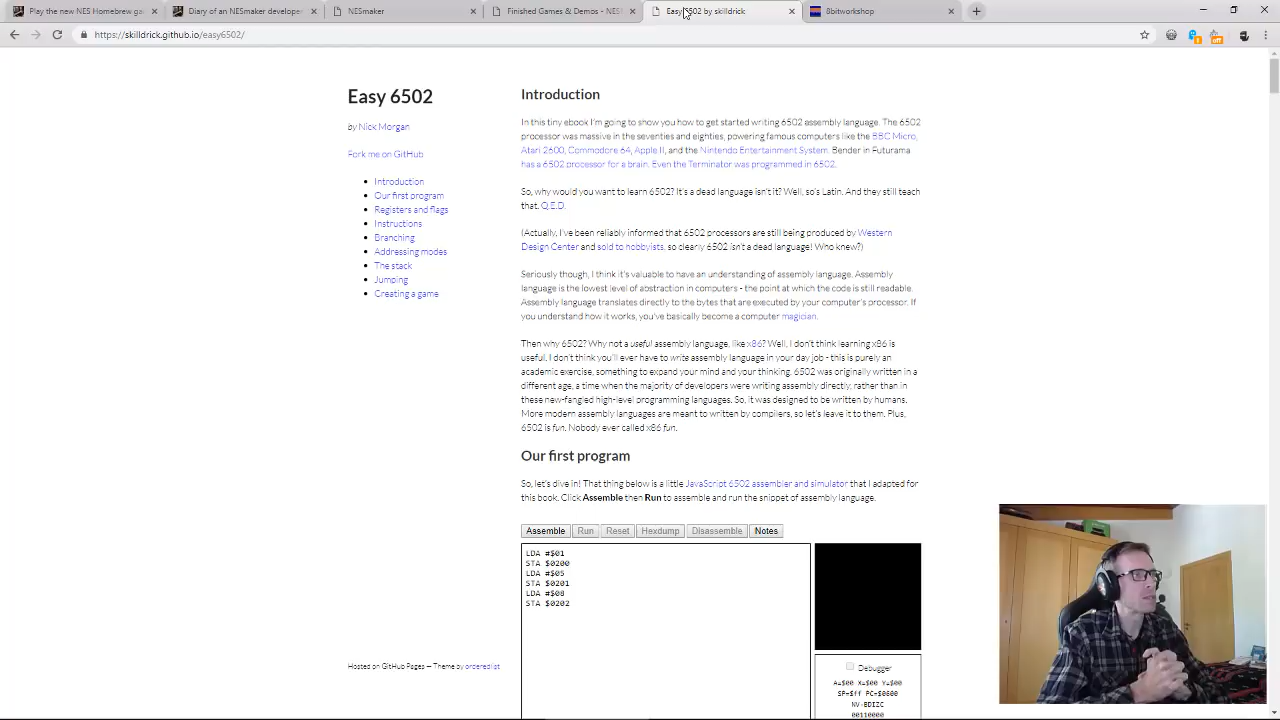 Play the new NES Homebrew ga
Diary of an NESmaker develope
NESmaker
Finished Games & Demos - NES
Easy 6502 by skilldrick
8bitworkshop
https://skilldrick.github.io/easy6502/
Easy 6502
by Nick Morgan
Fork me on GitHub
Introduction
Our first program
Registers and flags
Instructions
Branching
Addressing modes
The stack
Jumping
Creating a game
Hosted on GitHub Pages — Theme by orderedlist
Introduction
In this tiny ebook I'm going to show you how to get started writing 6502 assembly language. The 6502
processor was massive in the seventies and eighties, powering famous computers like the BBC Micro,
Atari 2600, Commodore 64, Apple II, and the Nintendo Entertainment System. Bender in Futurama
has a 6502 processor for a brain. Even the Terminator was programmed in 6502.
So, why would you want to learn 6502? It's a dead language isn't it? Well, so's Latin. And they still teach
that. Q.E.D.
(Actually, I've been reliably informed that 6502 processors are still being produced by Western
Design Center and sold to hobbyists, so clearly 6502 isn't a dead language! Who knew?)
Seriously though, I think it's valuable to have an understanding of assembly language. Assembly
language is the lowest level of abstraction in computers - the point at which the code is still readable.
Assembly language translates directly to the bytes that are executed by your computer's processor. If
you understand how it works, you've basically become a computer magician.
Then why 6502? Why not a useful assembly language, like x86? Well, I don't think learning x86 is
useful. I don't think you'll ever have to write assembly language in your day job - this is purely an
academic exercise, something to expand your mind and your thinking. 6502 was originally written in a
different age, a time when the majority of developers were writing assembly directly, rather than in
these new-fangled high-level programming languages. So, it was designed to be written by humans.
More modern assembly languages are meant to written by compilers, so let's leave it to them. Plus,
6502 is fun. Nobody ever called x86 fun.
Our first program
So, let's dive in! That thing below is a little JavaScript 6502 assembler and simulator that I adapted for
this book. Click Assemble then Run to assemble and run the snippet of assembly language.
Assemble Run Reset Hexdump Disassemble Notes
LDA #$01
STA $0200
LDA #$05
STA $0201
LDA #$08
STA $0202
Debugger
A=$00 X=$00 Y=$00
SP=$ff PC=$0600
NV-BDIZC
00110000
off